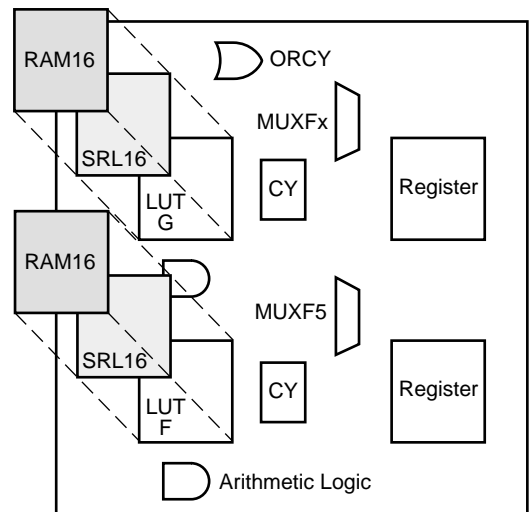 RAM16
ORCY
MUXFx
SRL16
LUT
G
CY
Register
RAM16
MUXF5
SRL16
LUT
F
CY
Register
Arithmetic Logic